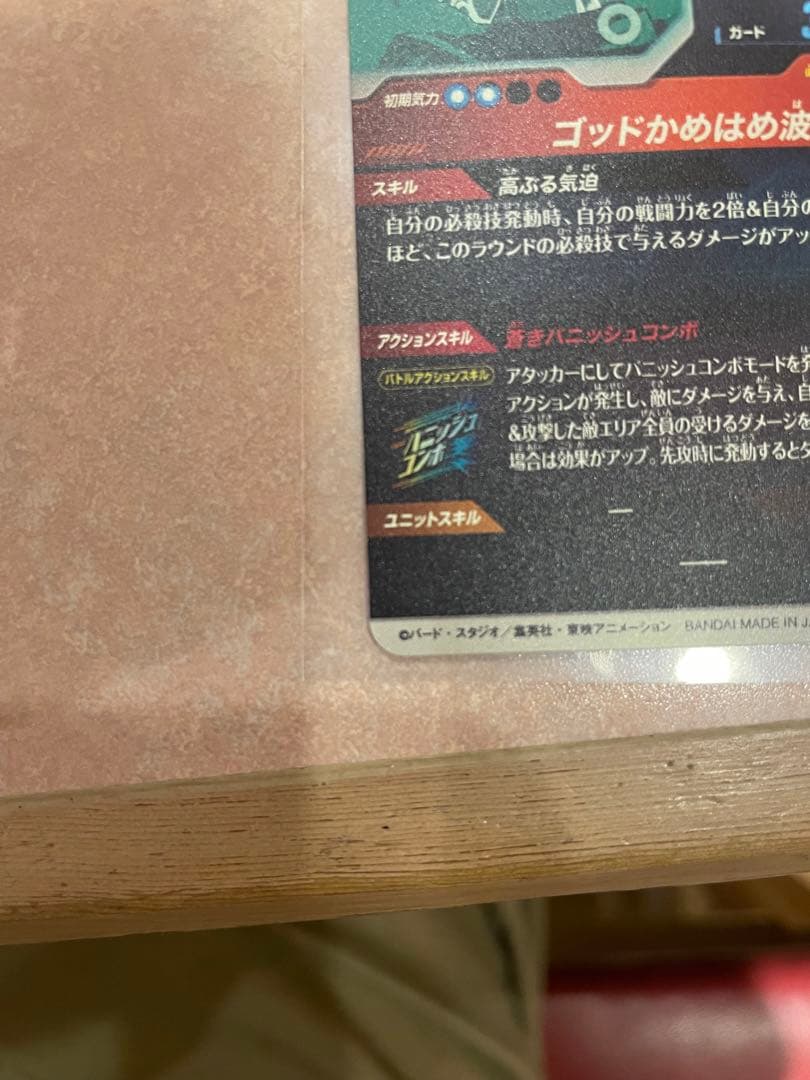 ガード
初期気力
ゴッドかめはめ波
スキル 高ぶる気迫
自分の必殺技発動時、自分の戦闘力を2倍&自分の
ほど、このラウンドの必殺技で与えるダメージがアッ
アクションスキル 蒼きバニッシュコンボ
バトルアクションスキル アタッカーにしてバニッシュコンボモードを発
アクションが発生し、敵にダメージを与え、自
バニッシュ
コンボ
&攻撃した敵エリア全員の受けるダメージを
場合は効果がアップ。先攻時に発動するとダ
ユニットスキル ー
ー
©バード・スタジオ/集英社・東映アニメーション BANDAI MADE IN JA